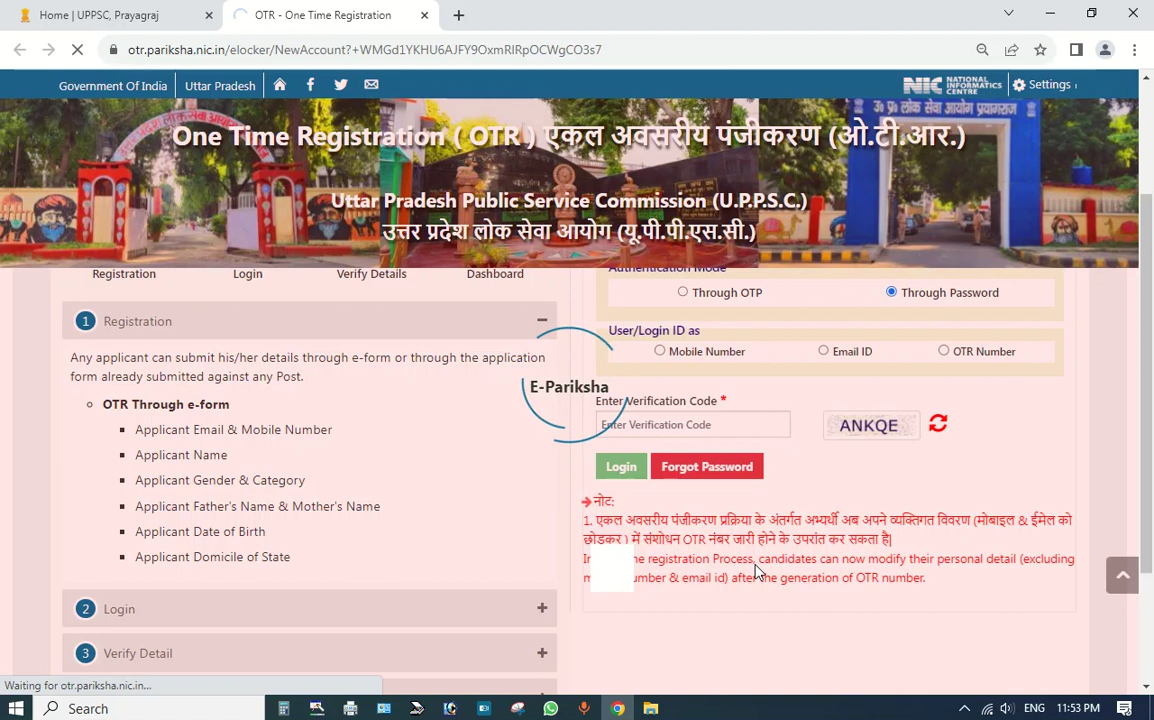 Home | UPPSC, Prayagraj
OTR - One Time Registration
otr.pariksha.nic.in/elocker/NewAccount?+WMGd1YKHU6AJFY9OxmRlRpOCWgCO3s7
Government Of India
Uttar Pradesh
NIC NATIONAL INFORMATICS CENTRE
Settings
One Time Registration ( OTR ) एकल अवसरीय पंजीकरण (ओ.टी.आर.)
Uttar Pradesh Public Service Commission (U.P.P.S.C.)
उत्तर प्रदेश लोक सेवा आयोग (यू.पी.पी.एस.सी.)
Registration Login Verify Details Dashboard
1 Registration
Any applicant can submit his/her details through e-form or through the application
form already submitted against any Post.
OTR Through e-form
Applicant Email & Mobile Number
Applicant Name
Applicant Gender & Category
Applicant Father's Name & Mother's Name
Applicant Date of Birth
Applicant Domicile of State
2 Login
3 Verify Detail
Authentication Mode
Through OTP Through Password
User/Login ID as
Mobile Number Email ID OTR Number
E-Pariksha
Enter Verification Code *
Enter Verification Code
ANKQE
Login Forgot Password
नोट:
1. एकल अवसरीय पंजीकरण प्रक्रिया के अंतर्गत अभ्यर्थी अब अपने व्यक्तिगत विवरण (मोबाइल & ईमेल को
छोडकर ) में संशोधन OTR नंबर जारी होने के उपरांत कर सकता है|
registration Process, candidates can now modify their personal detail (excluding
& email id) after the generation of OTR number.
Waiting for otr.pariksha.nic.in...
Search
ENG 11:53 PM